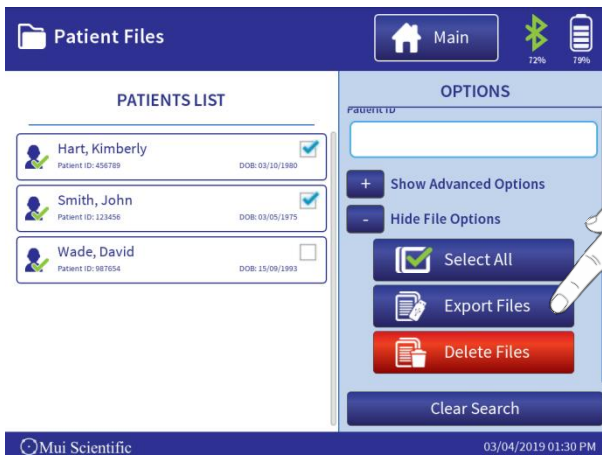 Patient Files
Main
72%
79%
PATIENTS LIST
Hart, Kimberly
Patient ID: 456789
DOB: 03/10/1980
Smith, John
Patient ID: 123456
DOB: 03/05/1975
Wade, David
Patient ID: 987654
DOB: 15/09/1993
OPTIONS
Patient ID
+ Show Advanced Options
- Hide File Options
Select All
Export Files
Delete Files
Clear Search
Mui Scientific
03/04/2019 01:30 PM